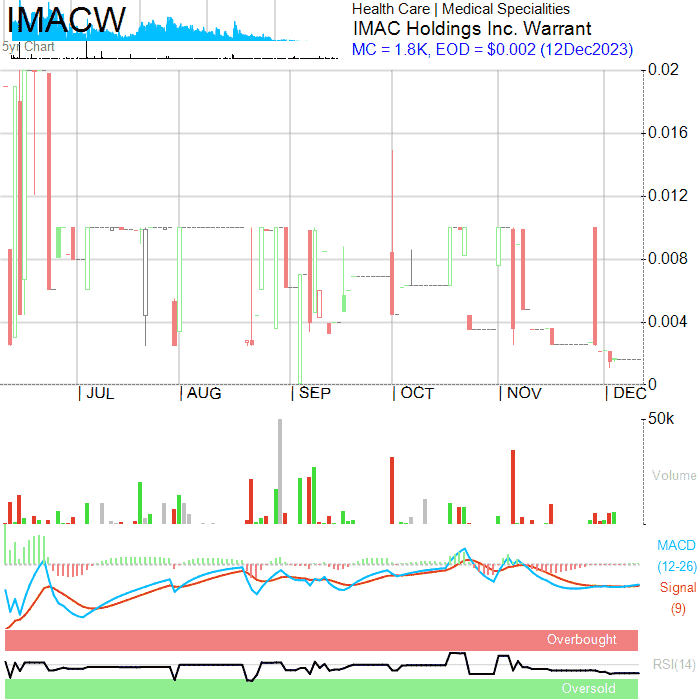 IMACW
5yr Chart
Health Care | Medical Specialities
IMAC Holdings Inc. Warrant
MC = 1.8K, EOD = $0.002 (12Dec2023)
0.02
0.016
0.012
0.008
0.004
0
| JUL | AUG | SEP | OCT | NOV | DEC
50k
Volume
MACD
(12-26)
Signal
(9)
Overbought
RSI(14)
Oversold